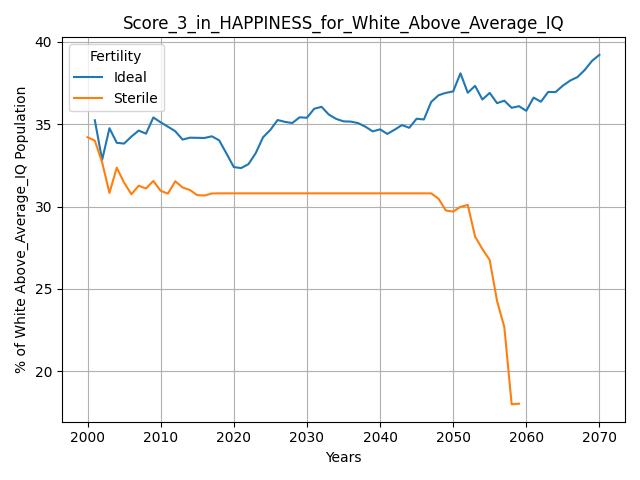 Score_3_in_HAPPINESS_for_White_Above_Average_IQ
40
35
30
25
20
% of White Above_Average_IQ Population
Fertility
Ideal
Sterile
2000 2010 2020 2030 2040 2050 2060 2070
Years